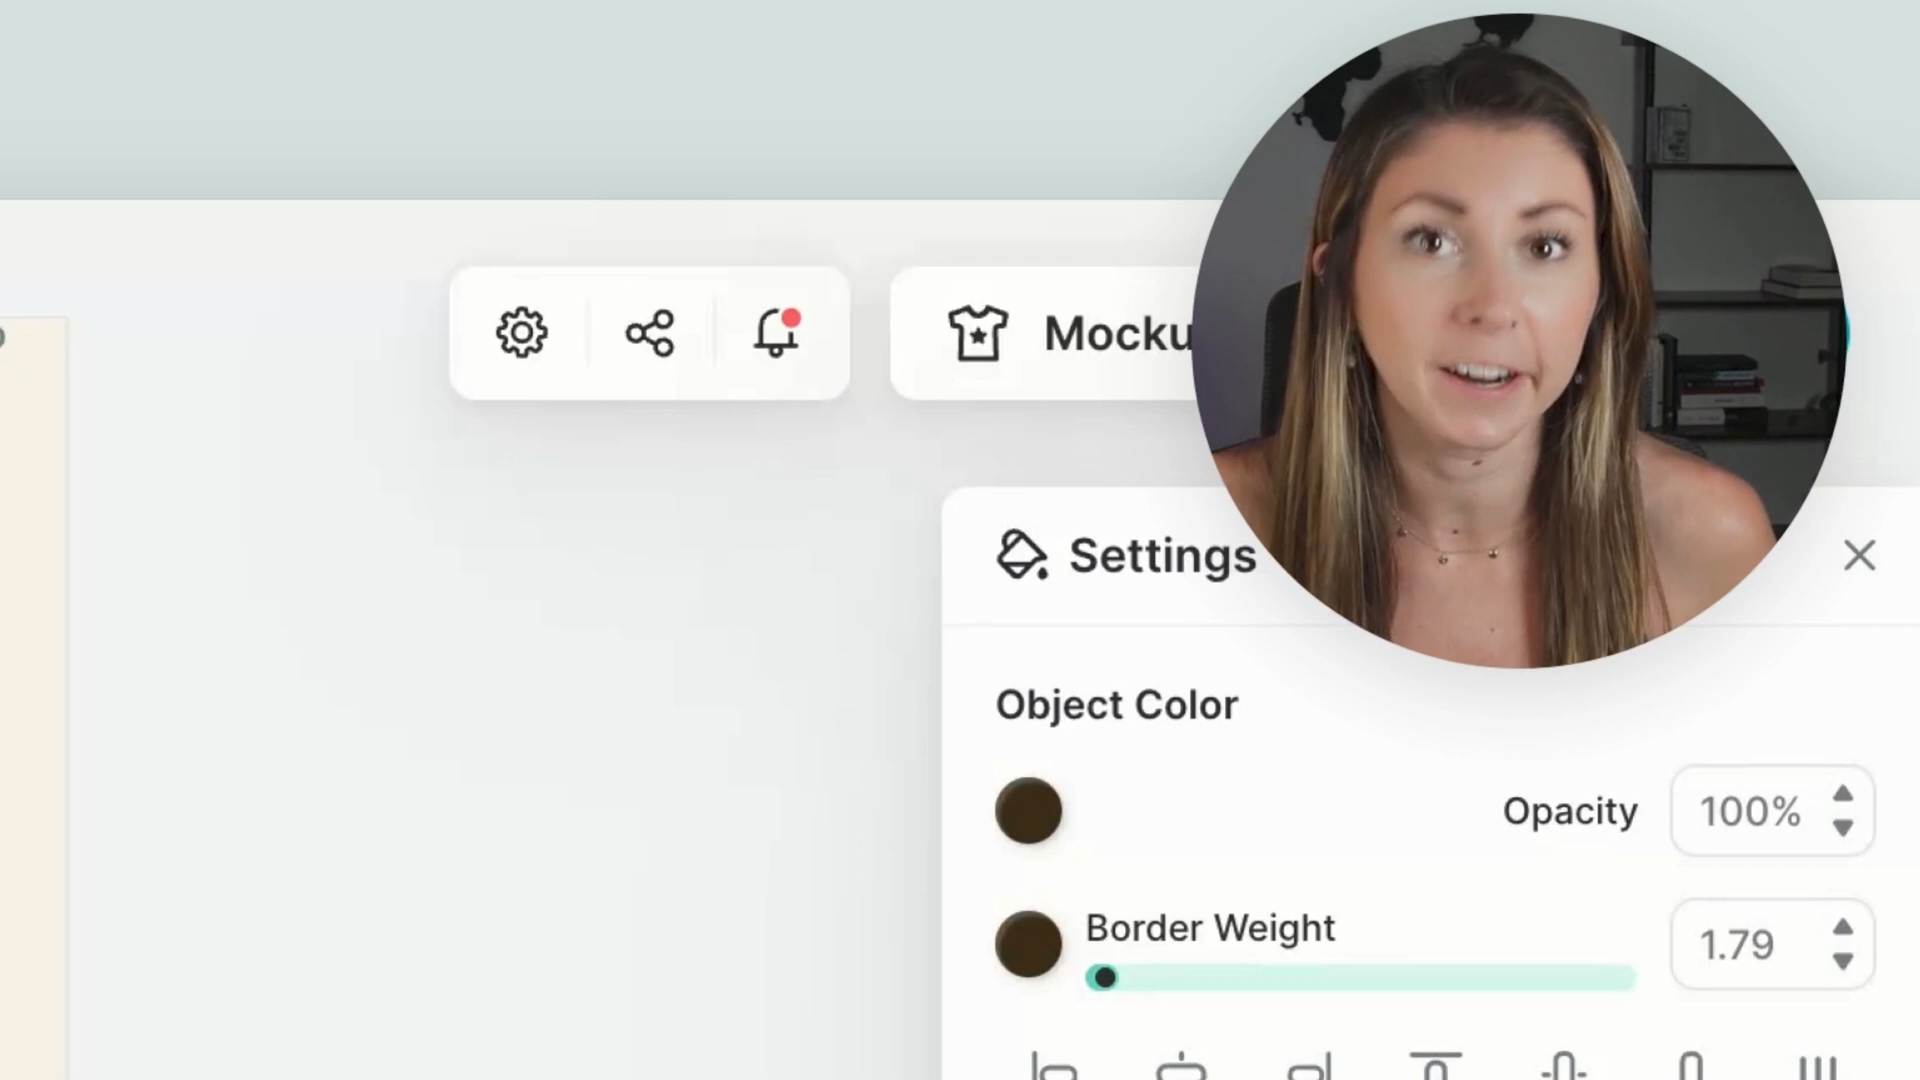 Mocku
Settings
Object Color
Opacity
100%
Border Weight
1.79